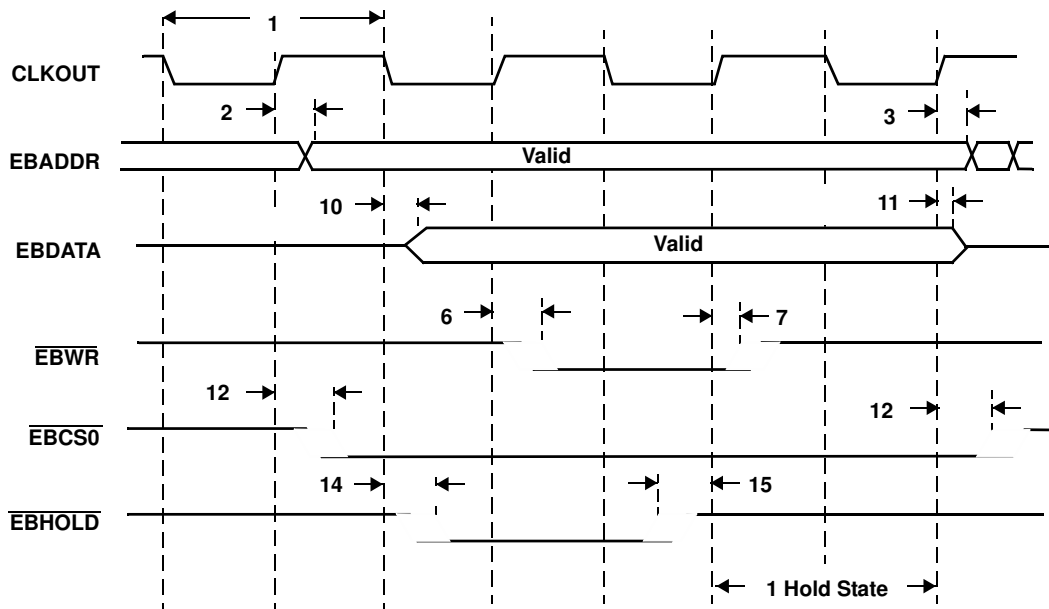 1
CLKOUT
2
3
EBADDR
Valid
10
11
EBDATA
Valid
6
7
EBWR
12
12
EBCS0
14
15
EBHOLD
1 Hold State